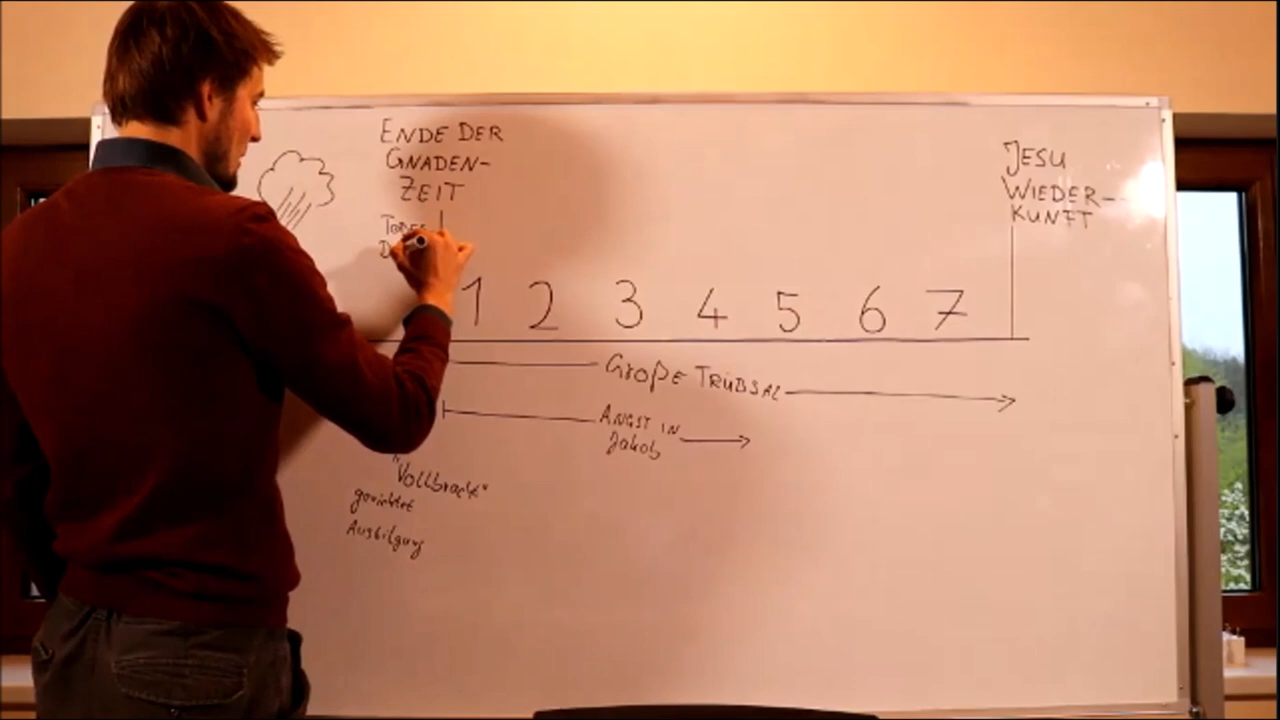 ENDE DER
GNADEN-
ZEIT
JESU
WIEDER-
KUNFT
1 2 3 4 5 6 7
GROßE TRÜBSAL
ANGST IN
Jakob
"Vollbracht"
gerichtet